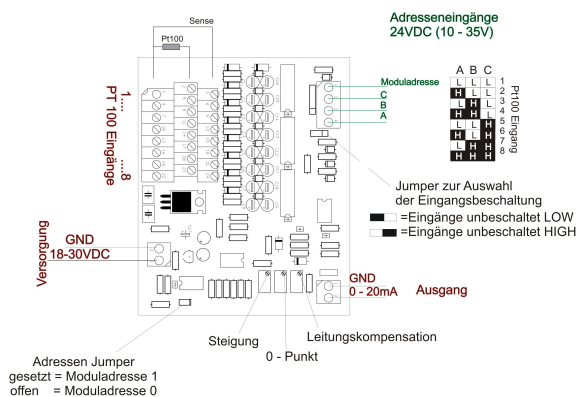 Sense
Pt100
Adresseneingänge
24VDC (10 - 35V)
Moduladresse
C
B
A
A B C
L L L 1
H L L 2
L H L 3
H H L 4
L L H 5
H L H 6
L H H 7
H H H 8
Pt100 Eingang
1....
....8
PT 100 Eingänge
Jumper zur Auswahl
der Eingangsbeschaltung
=Eingänge unbeschaltet LOW
=Eingänge unbeschaltet HIGH
Versorgung
GND
18-30VDC
GND
0 - 20mA
Ausgang
Steigung
0 - Punkt
Leitungskompensation
Adressen Jumper
gesetzt = Moduladresse 1
offen = Moduladresse 0